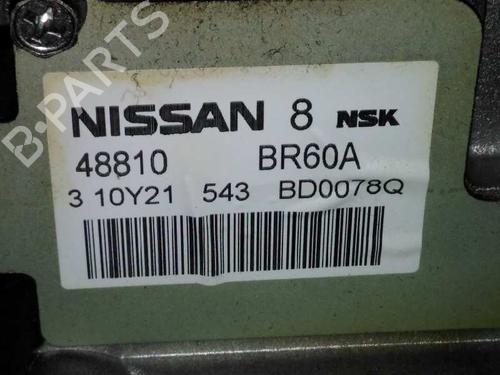 B-PARTS
NISSAN 8 NSK
48810 BR60A
3 10Y21 543 BD0078Q